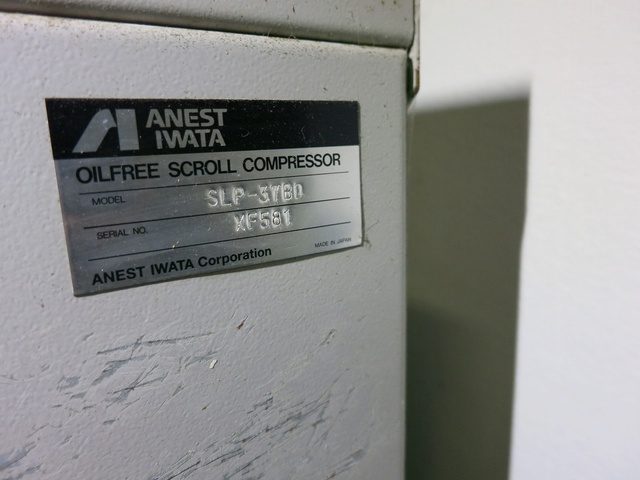 ANEST
IWATA
OILFREE SCROLL COMPRESSOR
MODEL SLP-37BD
SERIAL NO. XF581
MADE IN JAPAN
ANEST IWATA Corporation